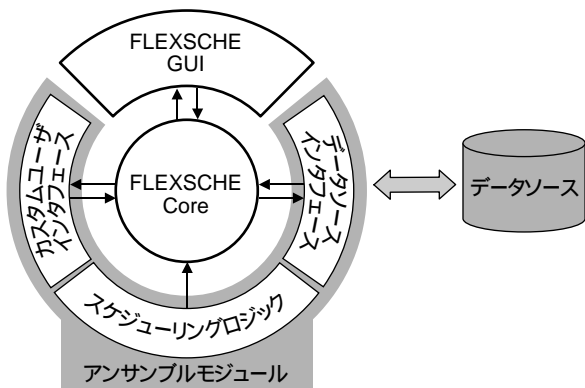 FLEXSCHE
GUI
カスタムユーザ
インタフェース
FLEXSCHE
Core
データソース
インタフェース
データソース
スケジューリングロジック
アンサンブルモジュール